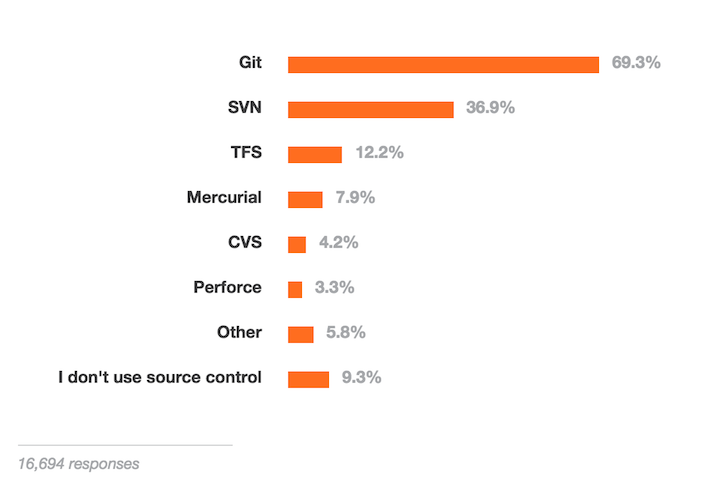 Git 69.3%
SVN 36.9%
TFS 12.2%
Mercurial 7.9%
CVS 4.2%
Perforce 3.3%
Other 5.8%
I don't use source control 9.3%
16,694 responses